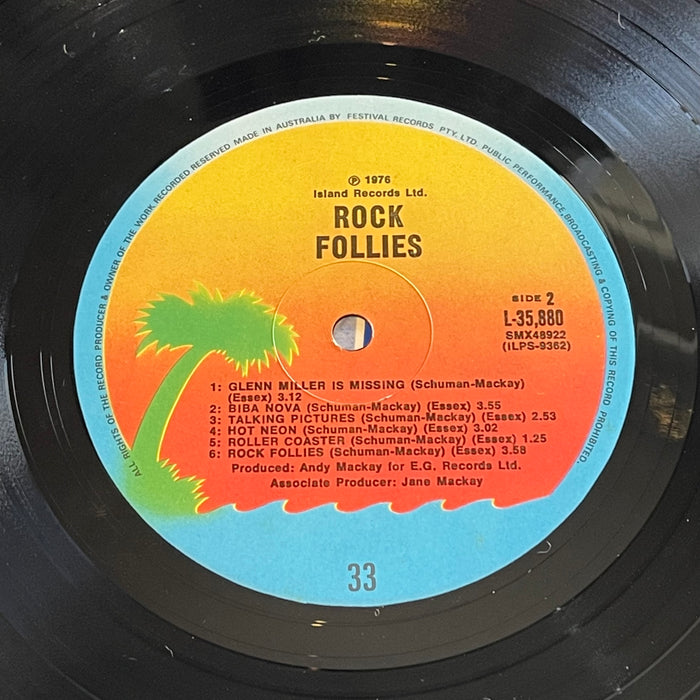 ALL RIGHTS OF THE RECORD PRODUCER & OWNER OF THE WORK RECORDED RESERVED MADE IN AUSTRALIA BY FESTIVAL RECORDS PTY. LTD. PUBLIC PERFORMANCE, BROADCASTING & COPYING OF THIS RECORD PROHIBITED.
℗ 1976
Island Records Ltd.
ROCK
FOLLIES
SIDE 2
L-35,880
SMX48922
(ILPS-9362)
1: GLENN MILLER IS MISSING (Schuman-Mackay)
(Essex) 3.12
2: BIBA NOVA (Schuman-Mackay) (Essex) 3.55
3: TALKING PICTURES (Schuman-Mackay) (Essex) 2.53
4: HOT NEON (Schuman-Mackay) (Essex) 3.02
5: ROLLER COASTER (Schuman-Mackay) (Essex) 1.25
6: ROCK FOLLIES (Schuman-Mackay) (Essex) 3.58
Produced: Andy Mackay for E.G. Records Ltd.
Associate Producer: Jane Mackay
33